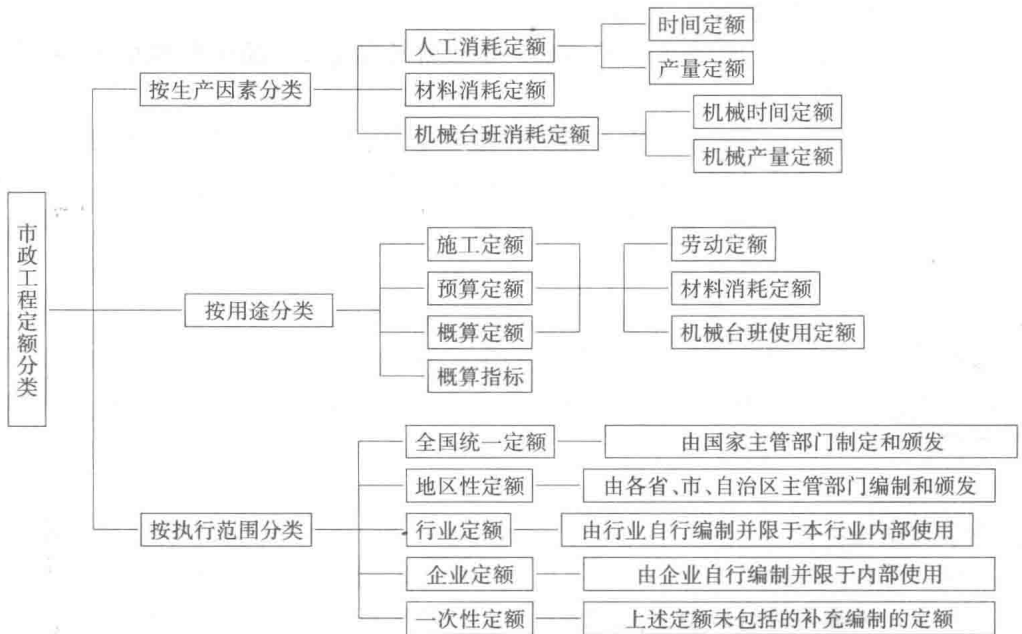 市政工程定额分类
按生产因素分类
人工消耗定额
时间定额
产量定额
材料消耗定额
机械台班消耗定额
机械时间定额
机械产量定额
按用途分类
施工定额
预算定额
概算定额
概算指标
劳动定额
材料消耗定额
机械台班使用定额
按执行范围分类
全国统一定额
由国家主管部门制定和颁发
地区性定额
由各省、市、自治区主管部门编制和颁发
行业定额
由行业自行编制并限于本行业内部使用
企业定额
由企业自行编制并限于内部使用
一次性定额
上述定额未包括的补充编制的定额